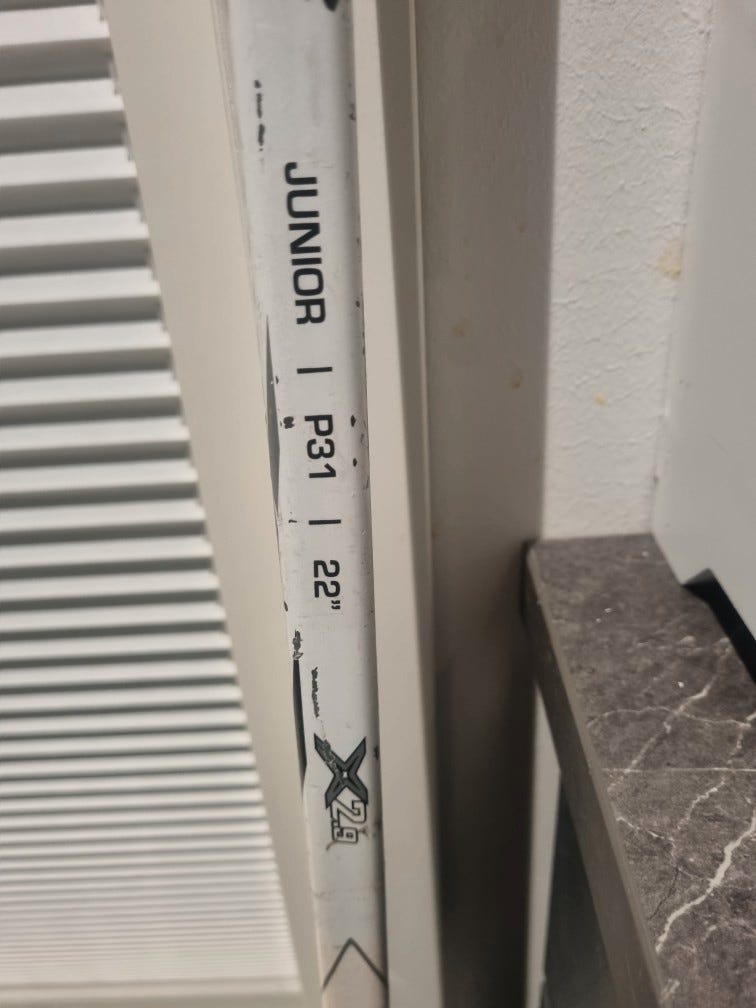 JUNIOR | P31 | 22"
X2.9